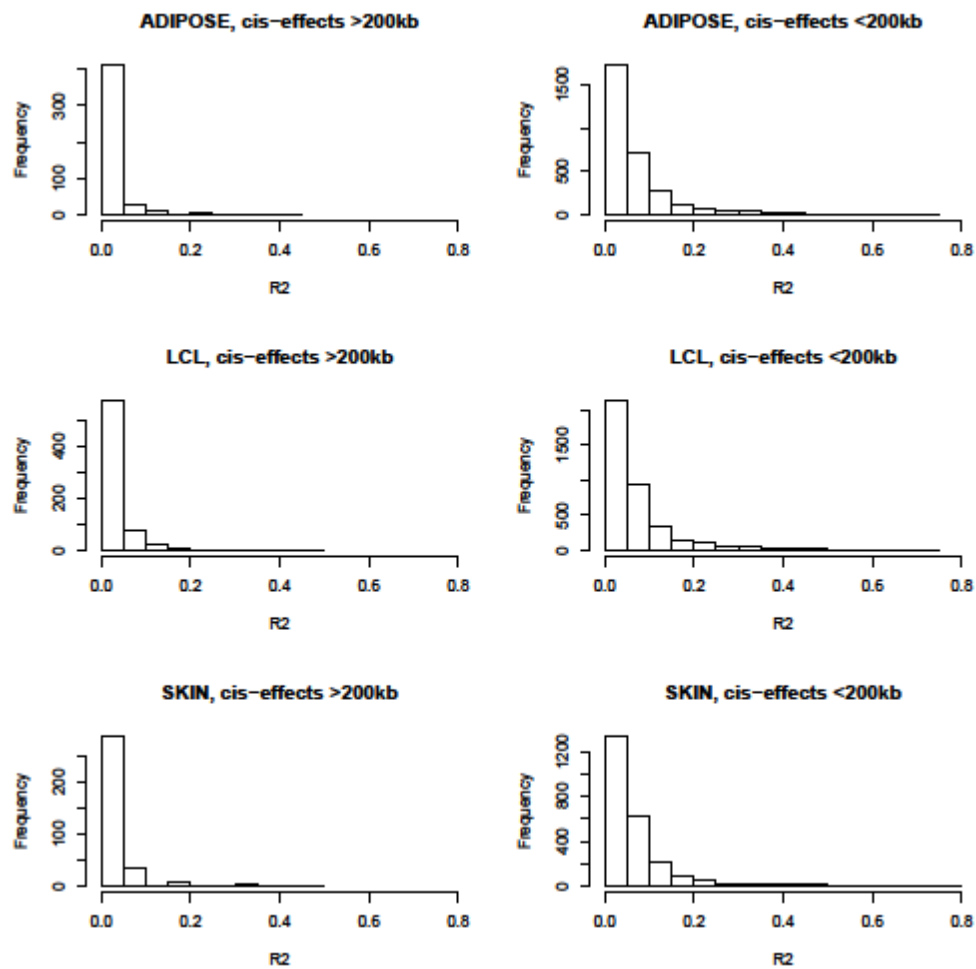 ADIPOSE, cis−effects >200kb
Frequency
0 100 300
0.0 0.2 0.4 0.6 0.8
R2
ADIPOSE, cis−effects <200kb
Frequency
0 500 1500
0.0 0.2 0.4 0.6 0.8
R2
LCL, cis−effects >200kb
Frequency
0 200 400
0.0 0.2 0.4 0.6 0.8
R2
LCL, cis−effects <200kb
Frequency
0 500 1500
0.0 0.2 0.4 0.6 0.8
R2
SKIN, cis−effects >200kb
Frequency
0 100 200
0.0 0.2 0.4 0.6 0.8
R2
SKIN, cis−effects <200kb
Frequency
0 400 800 1200
0.0 0.2 0.4 0.6 0.8
R2